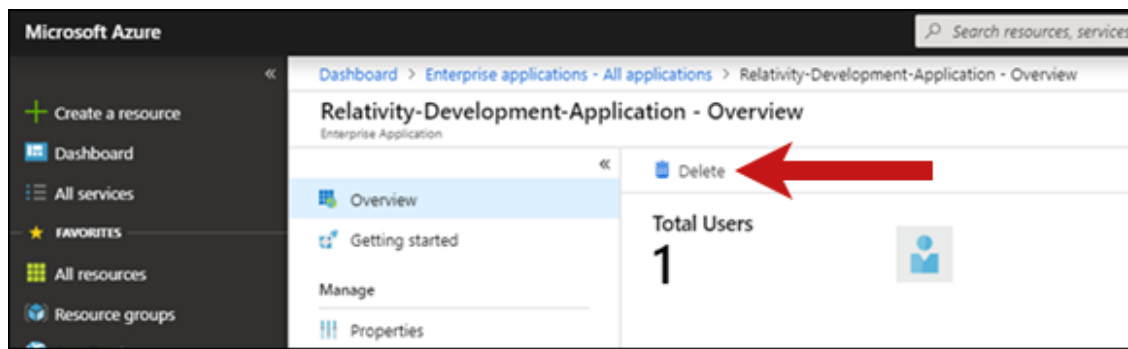 Microsoft Azure
Search resources, services
«
Dashboard > Enterprise applications - All applications > Relativity-Development-Application - Overview
Create a resource
Relativity-Development-Application - Overview
Enterprise Application
Dashboard
«
Delete
All services
Overview
FAVORITES
Total Users
Getting started
1
All resources
Manage
Resource groups
Properties